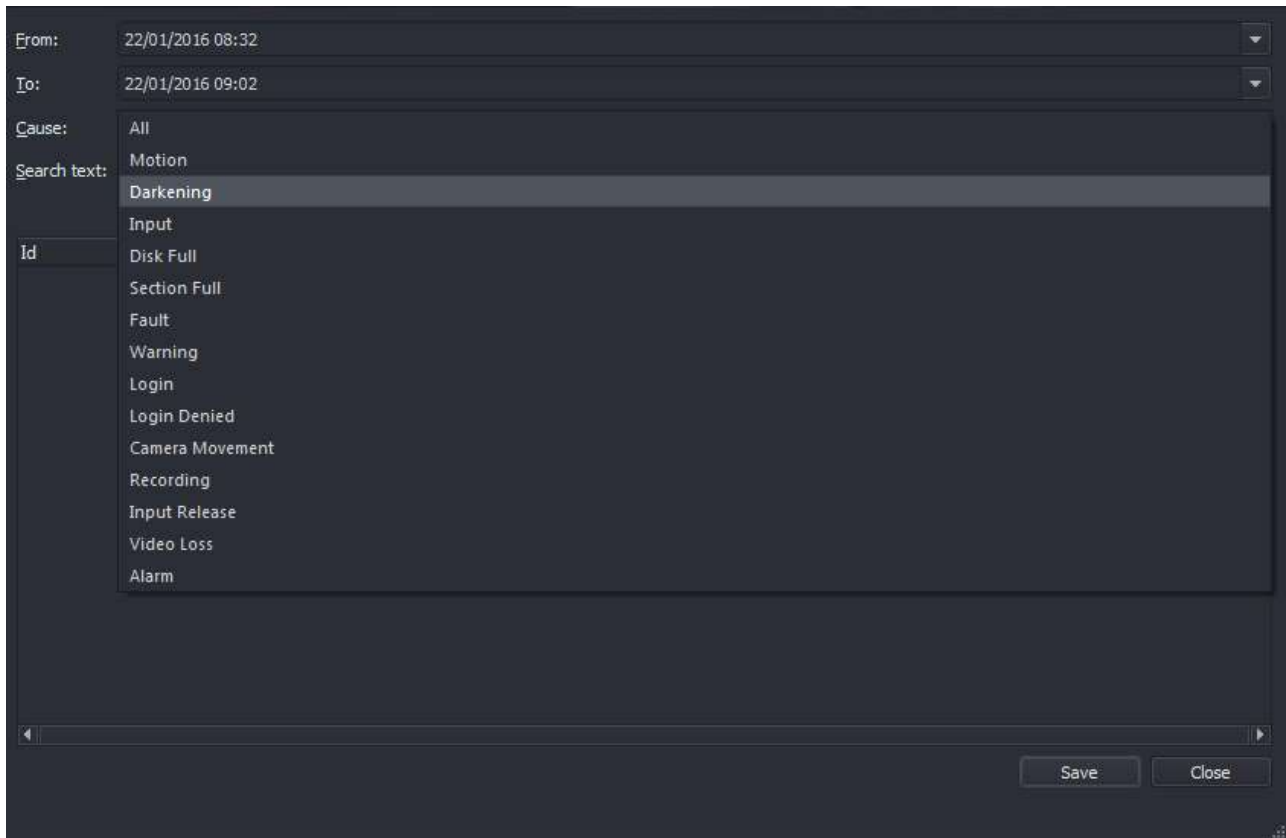 From: 22/01/2016 08:32
To: 22/01/2016 09:02
Cause: All
Motion
Search text:
Darkening
Input
Id
Disk Full
Section Full
Fault
Warning
Login
Login Denied
Camera Movement
Recording
Input Release
Video Loss
Alarm
Save Close